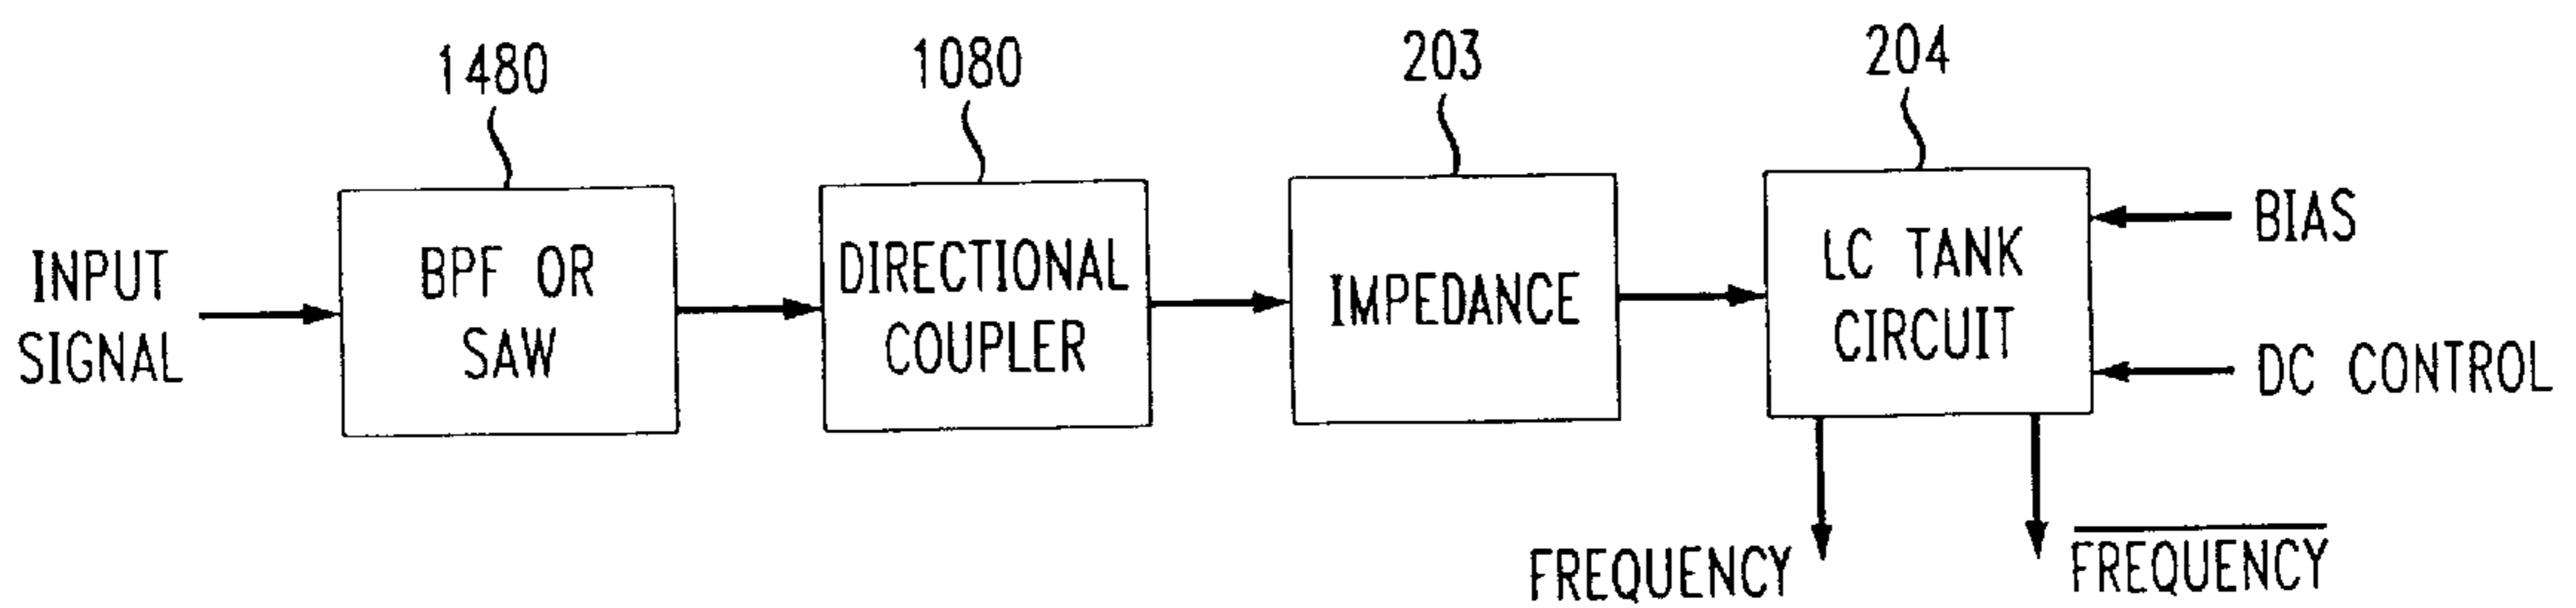 1480
1080
203
204
INPUT
SIGNAL
BPF OR
SAW
DIRECTIONAL
COUPLER
IMPEDANCE
LC TANK
CIRCUIT
BIAS
DC CONTROL
FREQUENCY
F̅R̅E̅Q̅U̅E̅N̅C̅Y̅